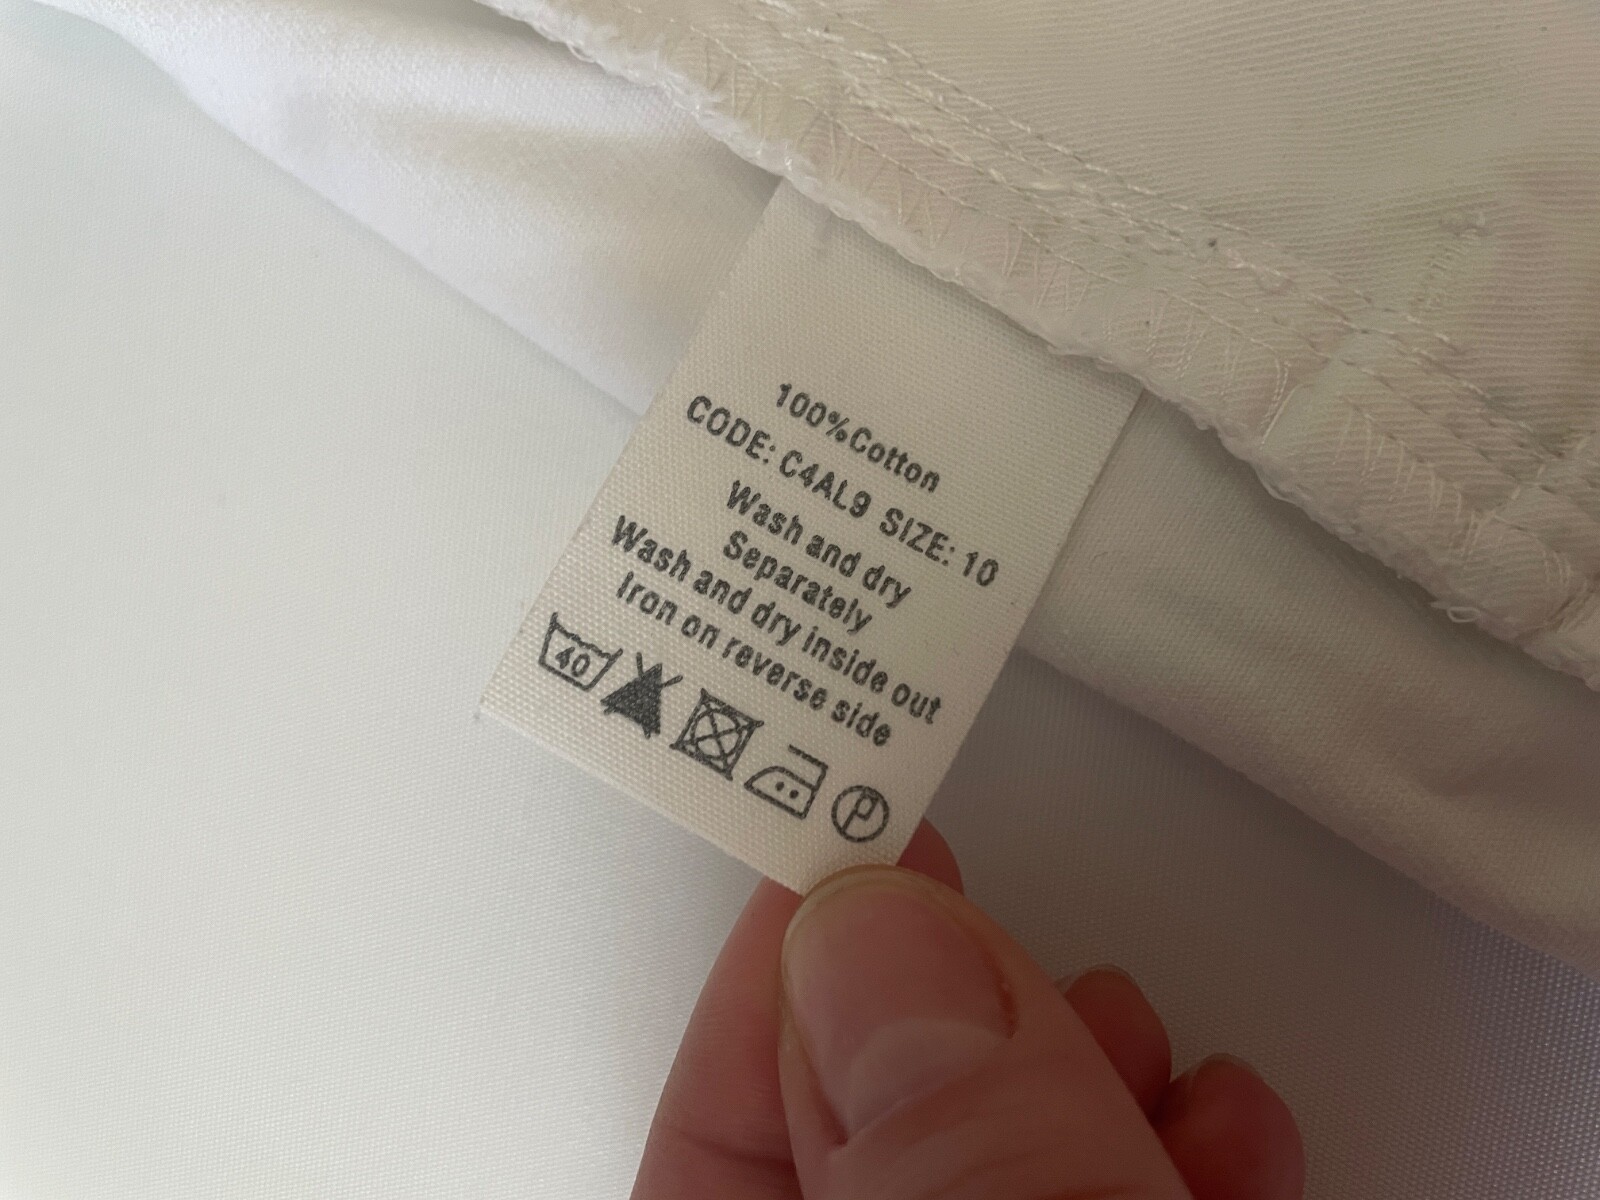 100%Cotton
CODE: C4AL9 SIZE: 10
Wash and dry
Separately
Wash and dry inside out
Iron on reverse side
40
P